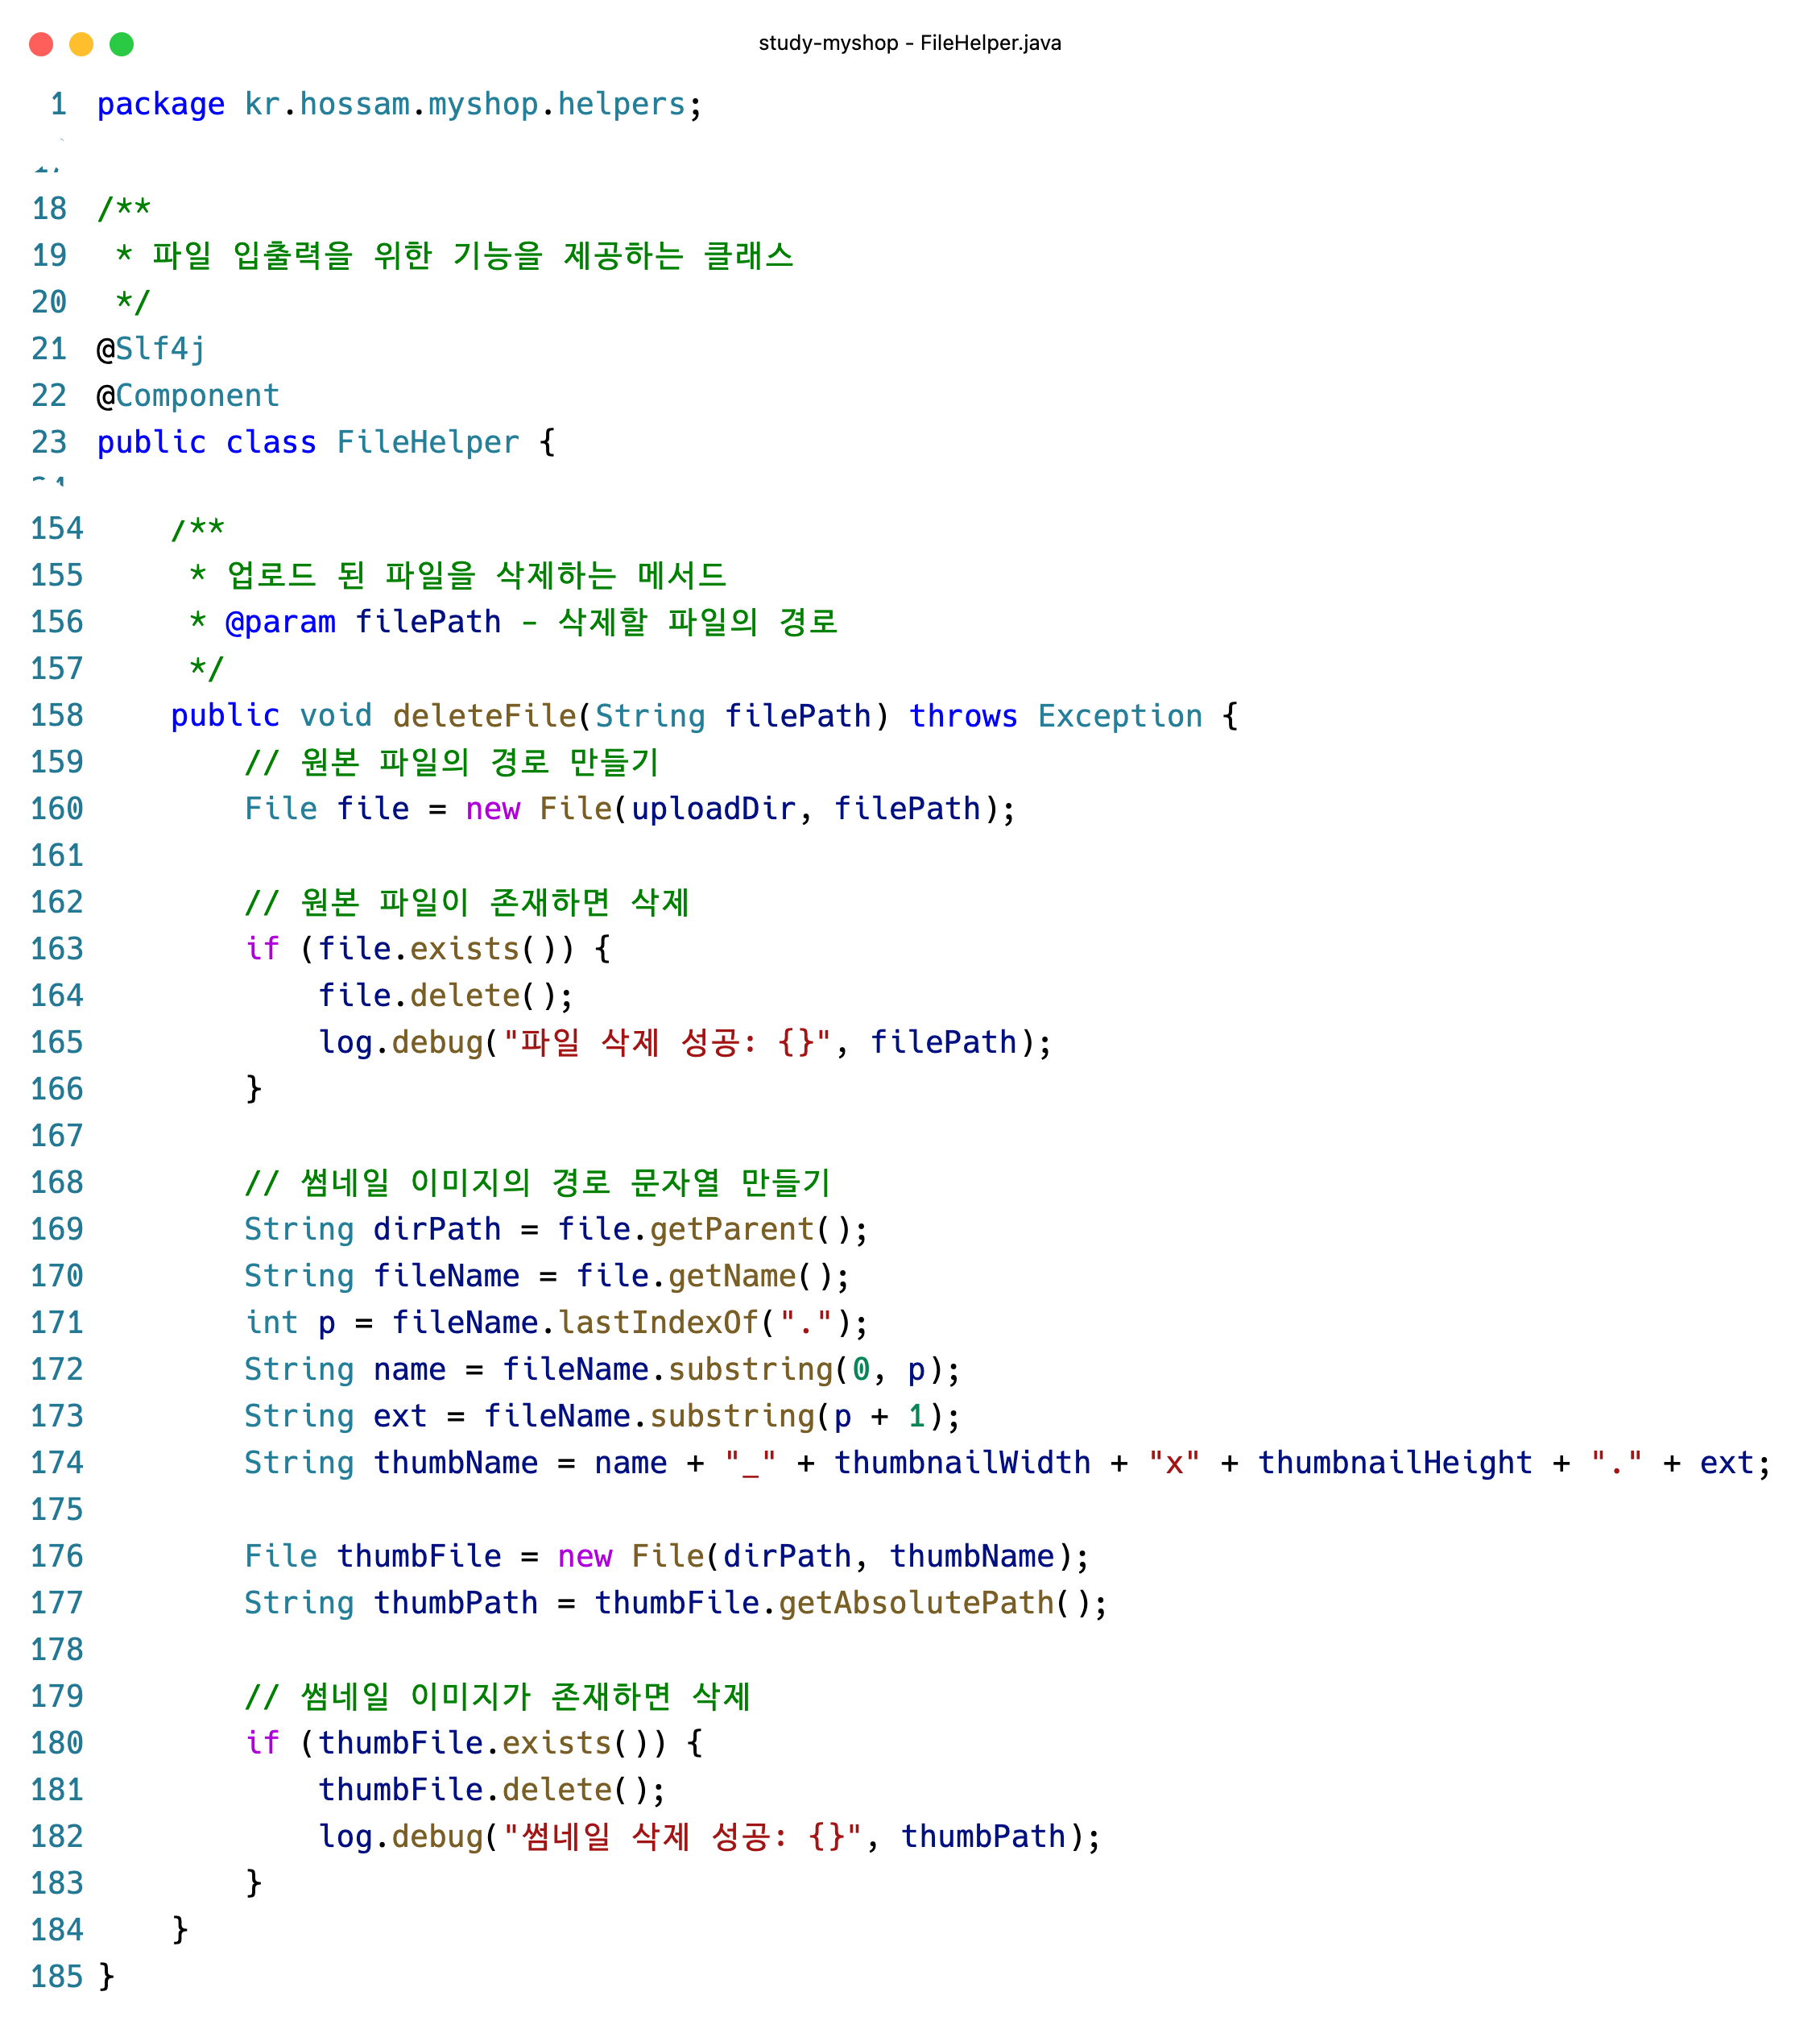 study-myshop - FileHelper.java
1 package kr.hossam.myshop.helpers;
18 /**
19  * 파일 입출력을 위한 기능을 제공하는 클래스
20  */
21 @Slf4j
22 @Component
23 public class FileHelper {
154     /**
155      * 업로드 된 파일을 삭제하는 메서드
156      * @param filePath - 삭제할 파일의 경로
157      */
158     public void deleteFile(String filePath) throws Exception {
159         // 원본 파일의 경로 만들기
160         File file = new File(uploadDir, filePath);
161
162         // 원본 파일이 존재하면 삭제
163         if (file.exists()) {
164             file.delete();
165             log.debug("파일 삭제 성공: {}", filePath);
166         }
167
168         // 썸네일 이미지의 경로 문자열 만들기
169         String dirPath = file.getParent();
170         String fileName = file.getName();
171         int p = fileName.lastIndexOf(".");
172         String name = fileName.substring(0, p);
173         String ext = fileName.substring(p + 1);
174         String thumbName = name + "_" + thumbnailWidth + "x" + thumbnailHeight + "." + ext;
175
176         File thumbFile = new File(dirPath, thumbName);
177         String thumbPath = thumbFile.getAbsolutePath();
178
179         // 썸네일 이미지가 존재하면 삭제
180         if (thumbFile.exists()) {
181             thumbFile.delete();
182             log.debug("썸네일 삭제 성공: {}", thumbPath);
183         }
184     }
185 }